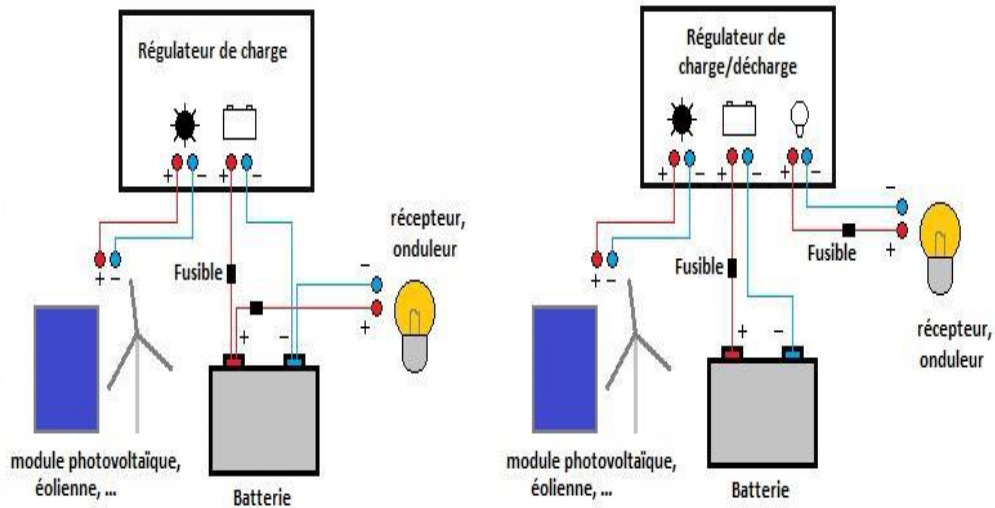 Régulateur de charge
+ − + −
+ −
récepteur,
onduleur
Fusible
−
+
+ −
module photovoltaïque,
éolienne, ...
Batterie
Régulateur de
charge/décharge
+ − + − + −
−
+
Fusible
+ −
Fusible
récepteur,
onduleur
+ −
module photovoltaïque,
éolienne, ...
Batterie